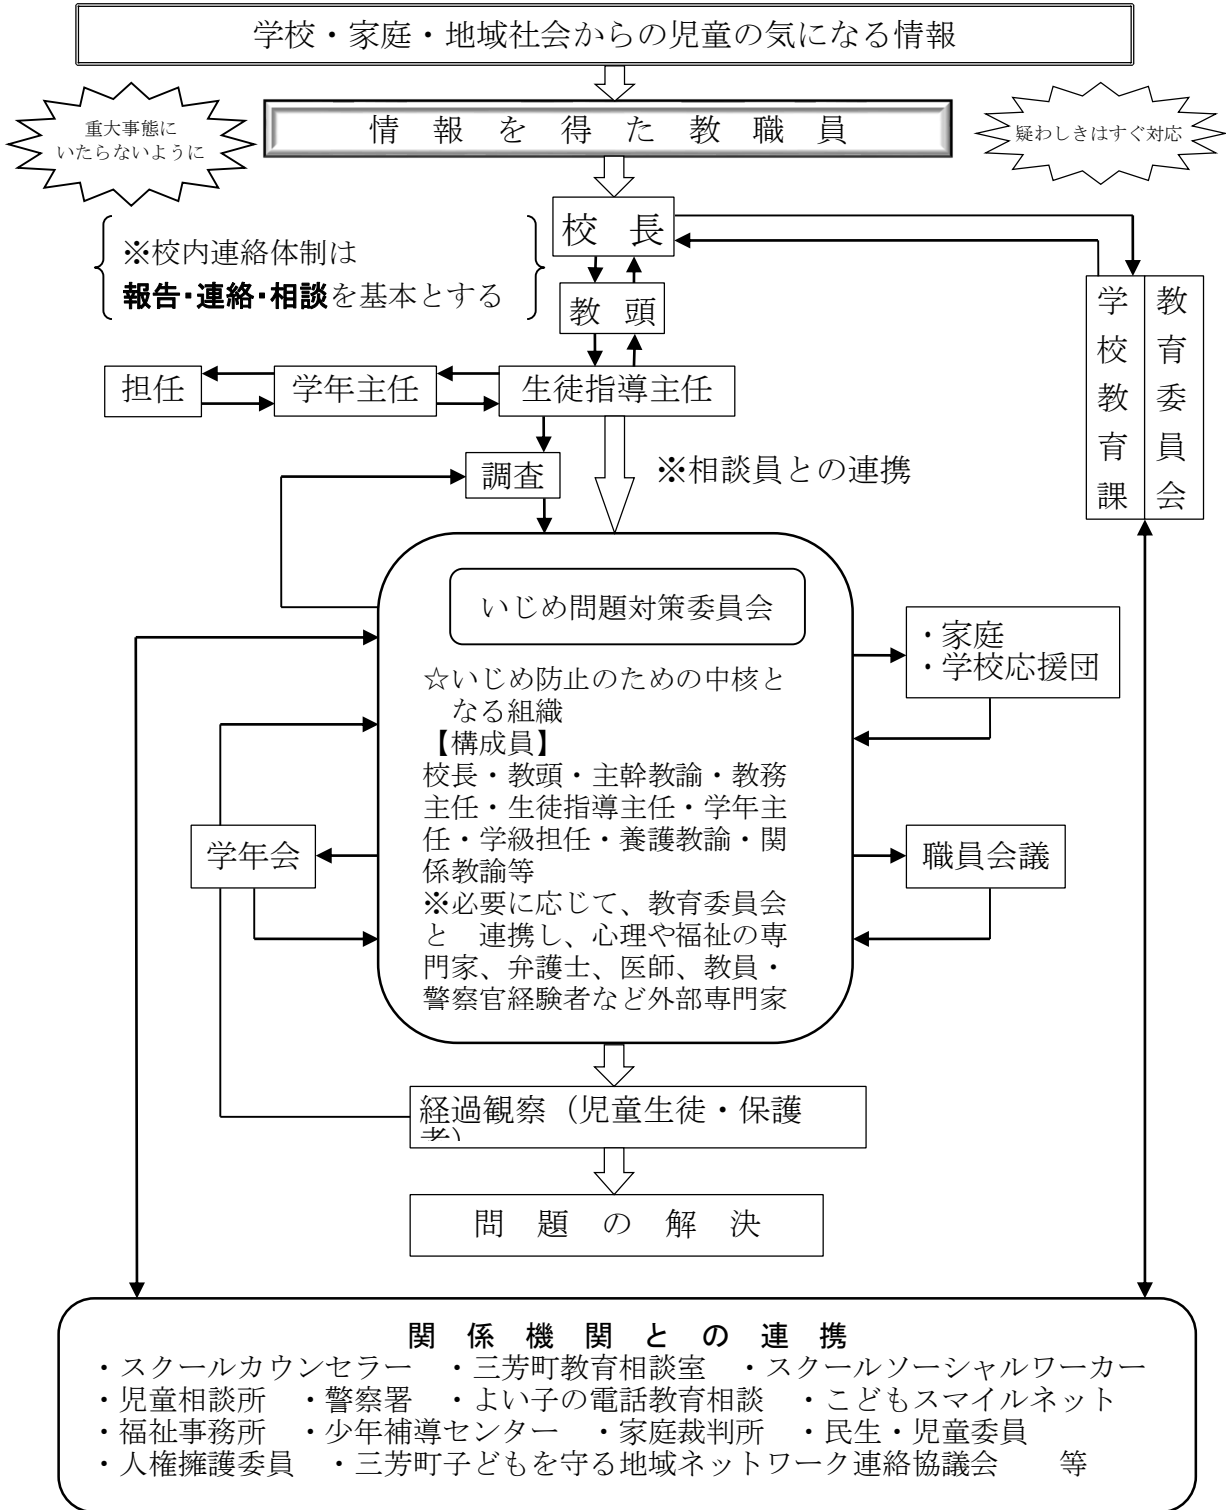 学校・家庭・地域社会からの児童の気になる情報
重大事態に
いたらないように
情報を得た教職員
疑わしきはすぐ対応
校長
※校内連絡体制は
報告・連絡・相談を基本とする
教頭
教育委員会
学校教育課
担任
学年主任
生徒指導主任
調査
※相談員との連携
いじめ問題対策委員会
・家庭
・学校応援団
☆いじめ防止のための中核と
なる組織
【構成員】
校長・教頭・主幹教諭・教務
主任・生徒指導主任・学年主
任・学級担任・養護教諭・関
係教諭等
※必要に応じて、教育委員会
と　連携し、心理や福祉の専
門家、弁護士、医師、教員・
警察官経験者など外部専門家
学年会
職員会議
経過観察（児童生徒・保護
問題の解決
関係機関との連携
・スクールカウンセラー　・三芳町教育相談室　・スクールソーシャルワーカー
・児童相談所　・警察署　・よい子の電話教育相談　・こどもスマイルネット
・福祉事務所　・少年補導センター　・家庭裁判所　・民生・児童委員
・人権擁護委員　・三芳町子どもを守る地域ネットワーク連絡協議会　　等